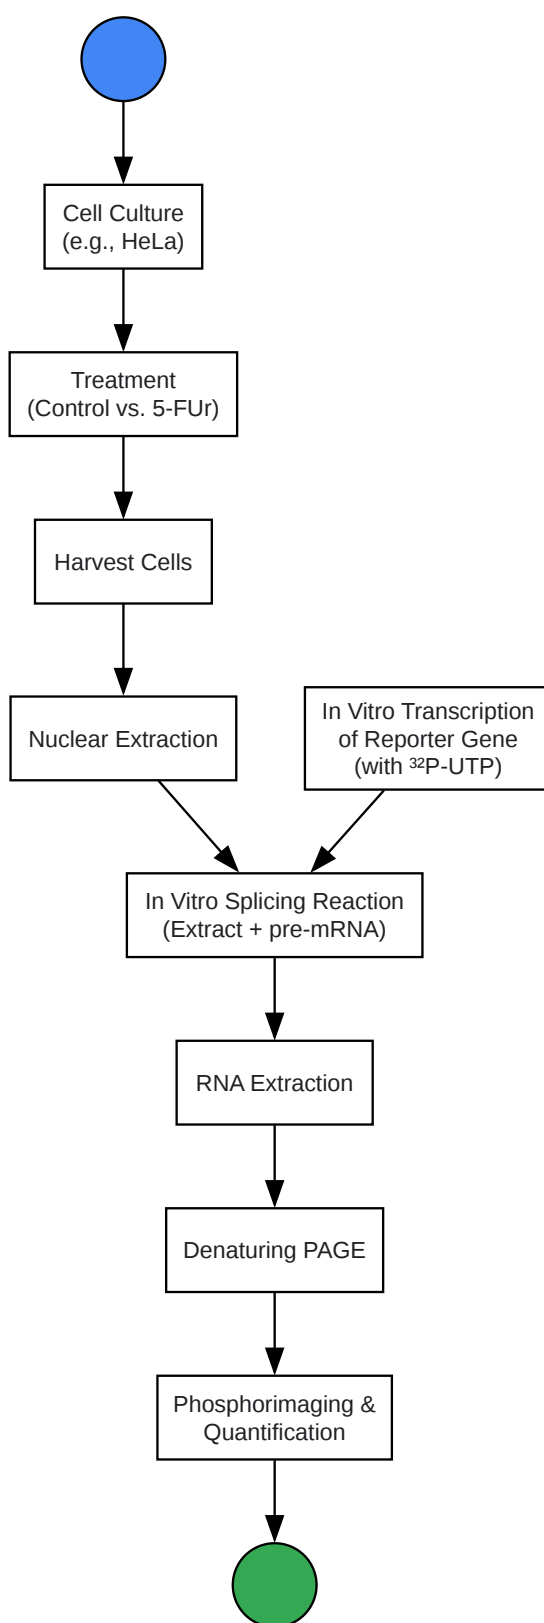 Cell Culture
(e.g., HeLa)
Treatment
(Control vs. 5-FUr)
Harvest Cells
Nuclear Extraction
In Vitro Transcription
of Reporter Gene
(with ³²P-UTP)
In Vitro Splicing Reaction
(Extract + pre-mRNA)
RNA Extraction
Denaturing PAGE
Phosphorimaging &
Quantification